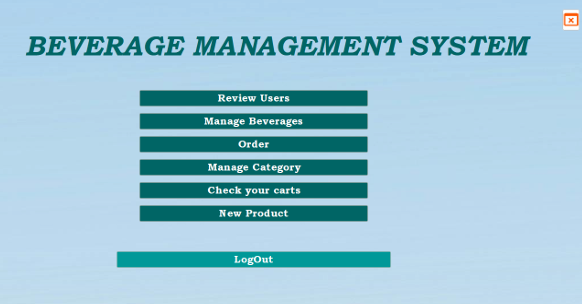 BEVERAGE MANAGEMENT SYSTEM
Review Users
Manage Beverages
Order
Manage Category
Check your carts
New Product
LogOut